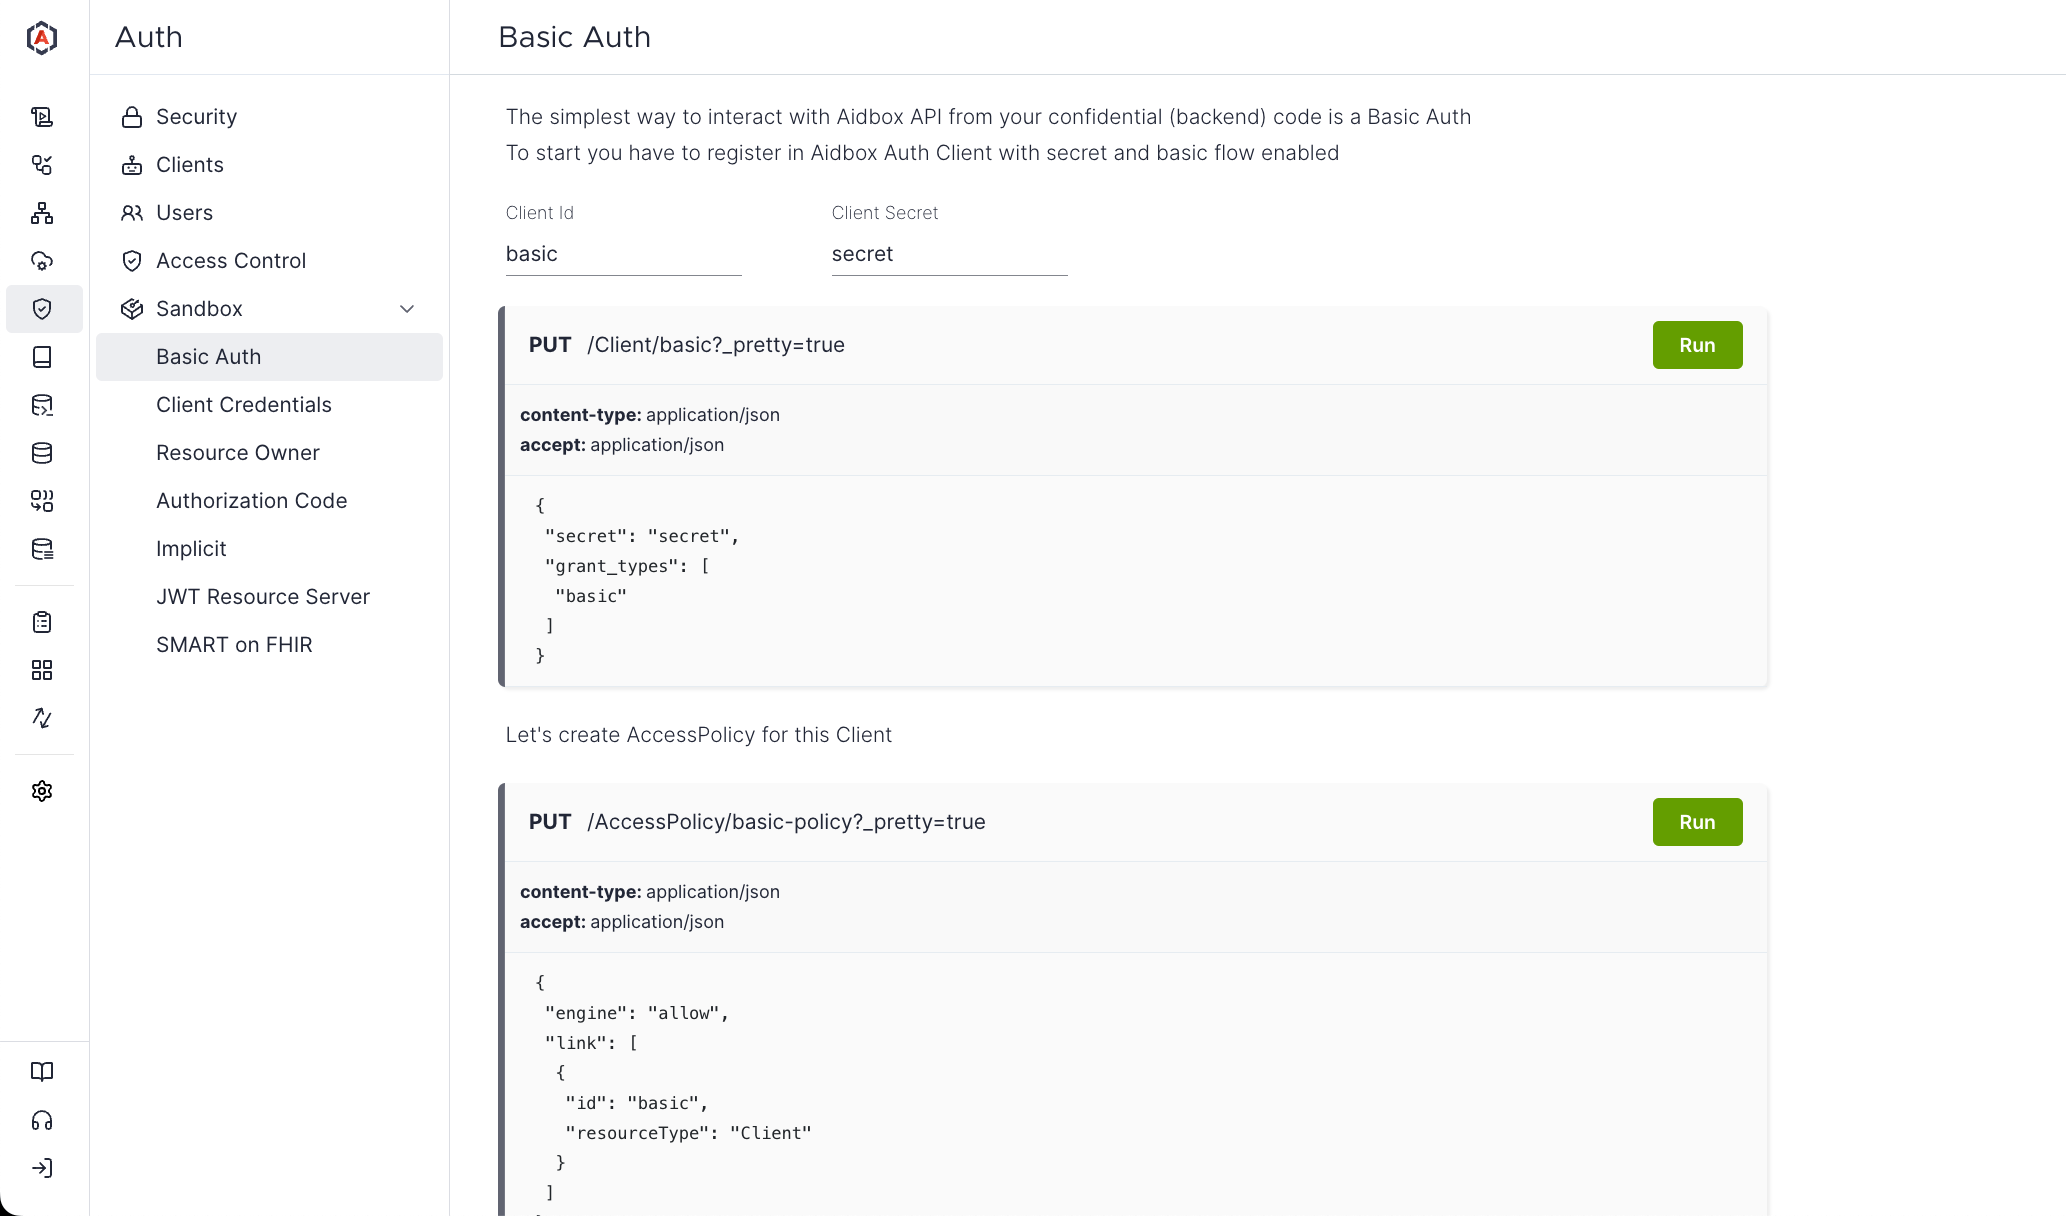 Auth
Security
Clients
Users
Access Control
Sandbox
Basic Auth
Client Credentials
Resource Owner
Authorization Code
Implicit
JWT Resource Server
SMART on FHIR
Basic Auth
The simplest way to interact with Aidbox API from your confidential (backend) code is a Basic Auth
To start you have to register in Aidbox Auth Client with secret and basic flow enabled
Client Id
Client Secret
basic
secret
PUT /Client/basic?_pretty=true
Run
content-type: application/json
accept: application/json
{
 "secret": "secret",
 "grant_types": [
  "basic"
 ]
}
Let's create AccessPolicy for this Client
PUT /AccessPolicy/basic-policy?_pretty=true
Run
content-type: application/json
accept: application/json
{
 "engine": "allow",
 "link": [
  {
   "id": "basic",
   "resourceType": "Client"
  }
 ]